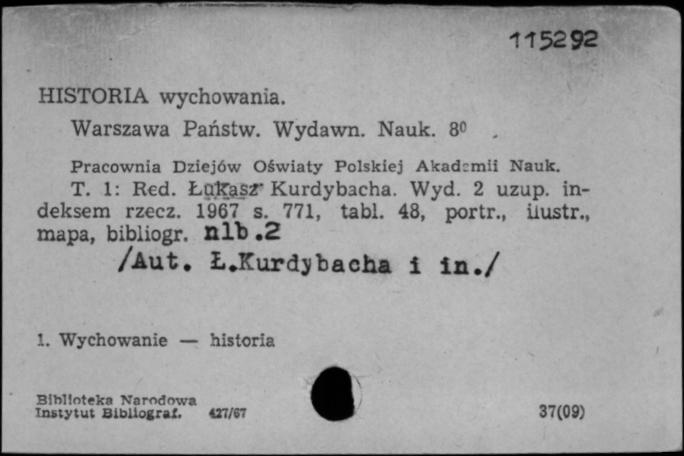 115292
HISTORIA wychowania.
Warszawa Państw. Wydawn. Nauk. 8⁰
Pracownia Dziejów Oświaty Polskiej Akademii Nauk.
T. 1: Red. Łukasz Kurdybacha. Wyd. 2 uzup. in-
deksem rzecz. 1967 s. 771, tabl. 48, portr., ilustr.,
mapa, bibliogr. nlb.2
/Aut. Ł.Kurdybacha i in./
1. Wychowanie — historia
Biblioteka Narodowa
Instytut Bibliograf. 427/67 37(09)